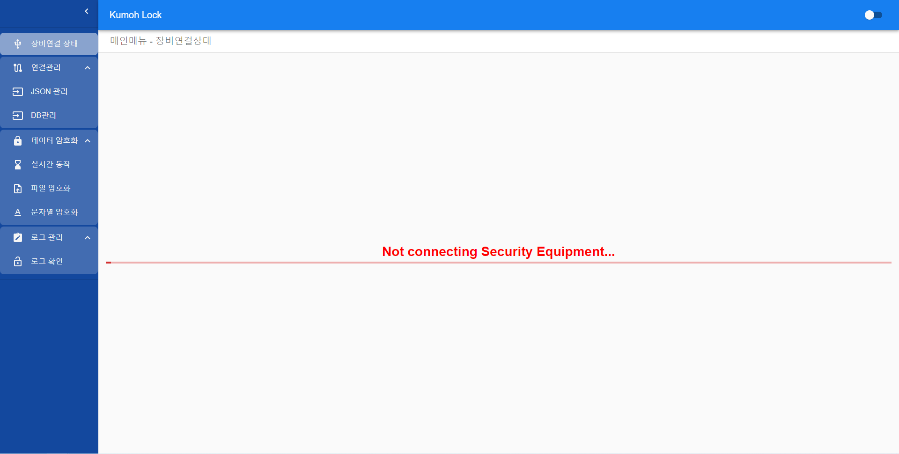 Kumoh Lock
메인메뉴 - 장비연결상태
장비연결 상태
연결관리
JSON 관리
DB관리
데이터 암호화
실시간 동작
파일 암호화
문자열 암호화
로그 관리
로그 확인
Not connecting Security Equipment...